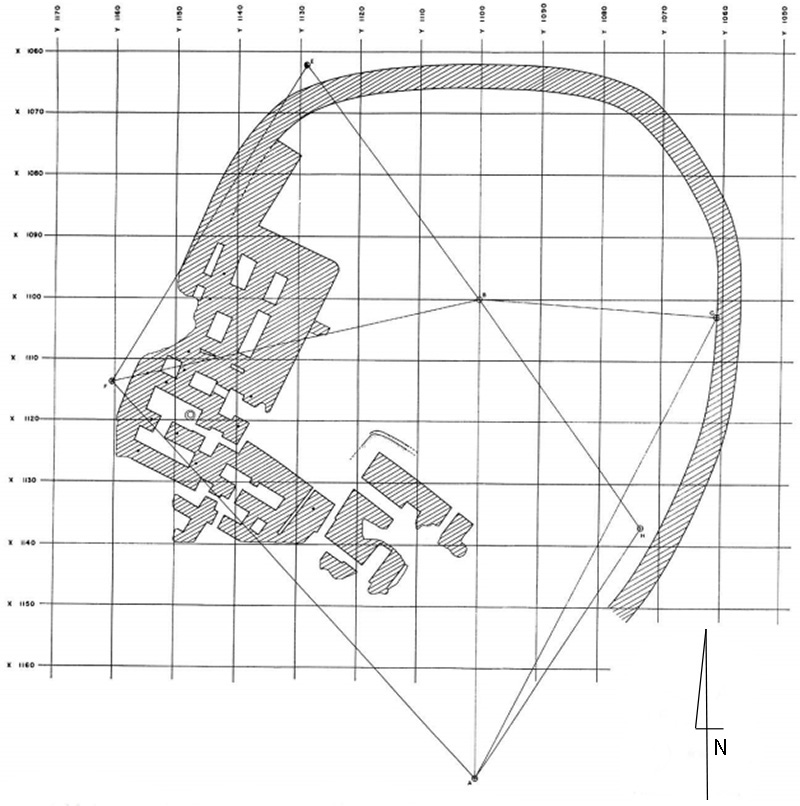 Y 1170
Y 1160
Y 1150
Y 1140
Y 1130
Y 1120
Y 1110
Y 1100
Y 1090
Y 1080
Y 1070
Y 1060
Y 1050
X 1060
E
X 1070
X 1080
X 1090
X 1100
B
C
X 1110
F
X 1120
X 1130
H
X 1140
X 1150
X 1160
N
A